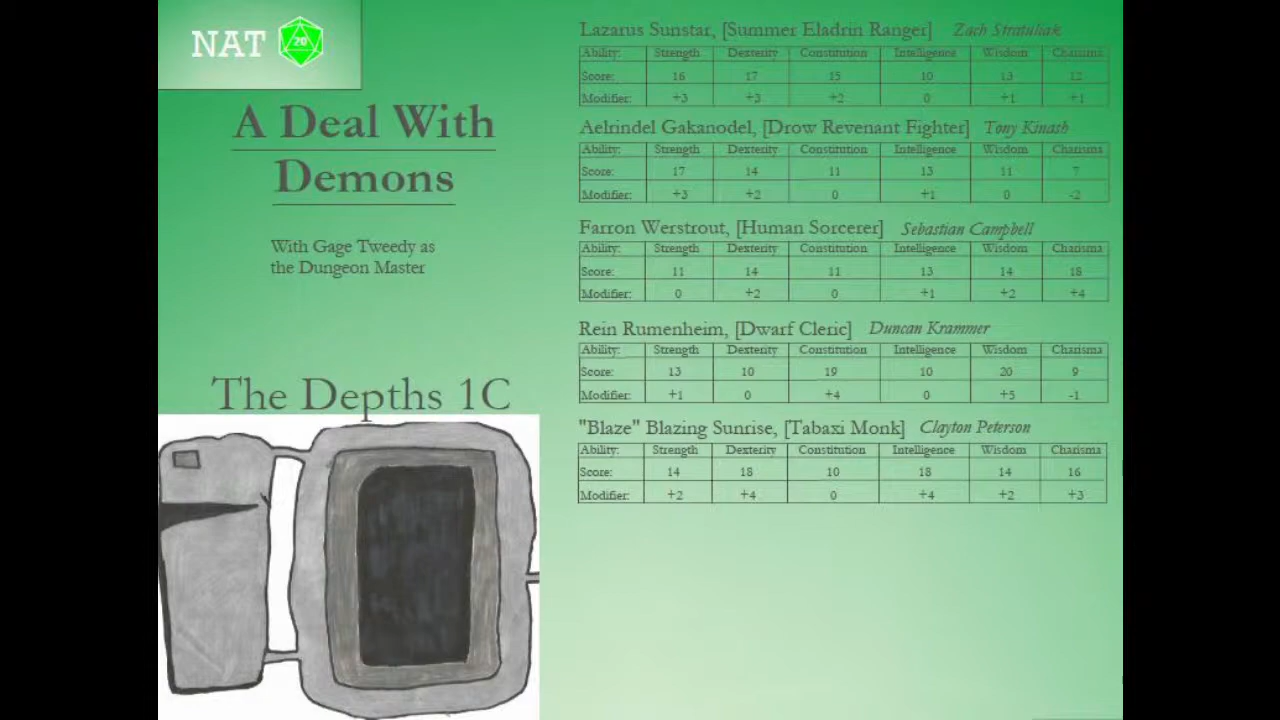 NAT 20
A Deal With
Demons
With Gage Tweedy as
the Dungeon Master
The Depths 1C
Lazarus Sunstar, [Summer Eladrin Ranger] Zach Stratuliak
Ability: Strength Dexterity Constitution Intelligence Wisdom Charisma
Score: 16 17 15 10 13 12
Modifier: +3 +3 +2 0 +1 +1
Aelrindel Gakanodel, [Drow Revenant Fighter] Tony Kinash
Ability: Strength Dexterity Constitution Intelligence Wisdom Charisma
Score: 17 14 11 13 11 7
Modifier: +3 +2 0 +1 0 -2
Farron Werstrout, [Human Sorcerer] Sebastian Campbell
Ability: Strength Dexterity Constitution Intelligence Wisdom Charisma
Score: 11 14 11 13 14 18
Modifier: 0 +2 0 +1 +2 +4
Rein Rumenheim, [Dwarf Cleric] Duncan Krammer
Ability: Strength Dexterity Constitution Intelligence Wisdom Charisma
Score: 13 10 19 10 20 9
Modifier: +1 0 +4 0 +5 -1
"Blaze" Blazing Sunrise, [Tabaxi Monk] Clayton Peterson
Ability: Strength Dexterity Constitution Intelligence Wisdom Charisma
Score: 14 18 10 18 14 16
Modifier: +2 +4 0 +4 +2 +3